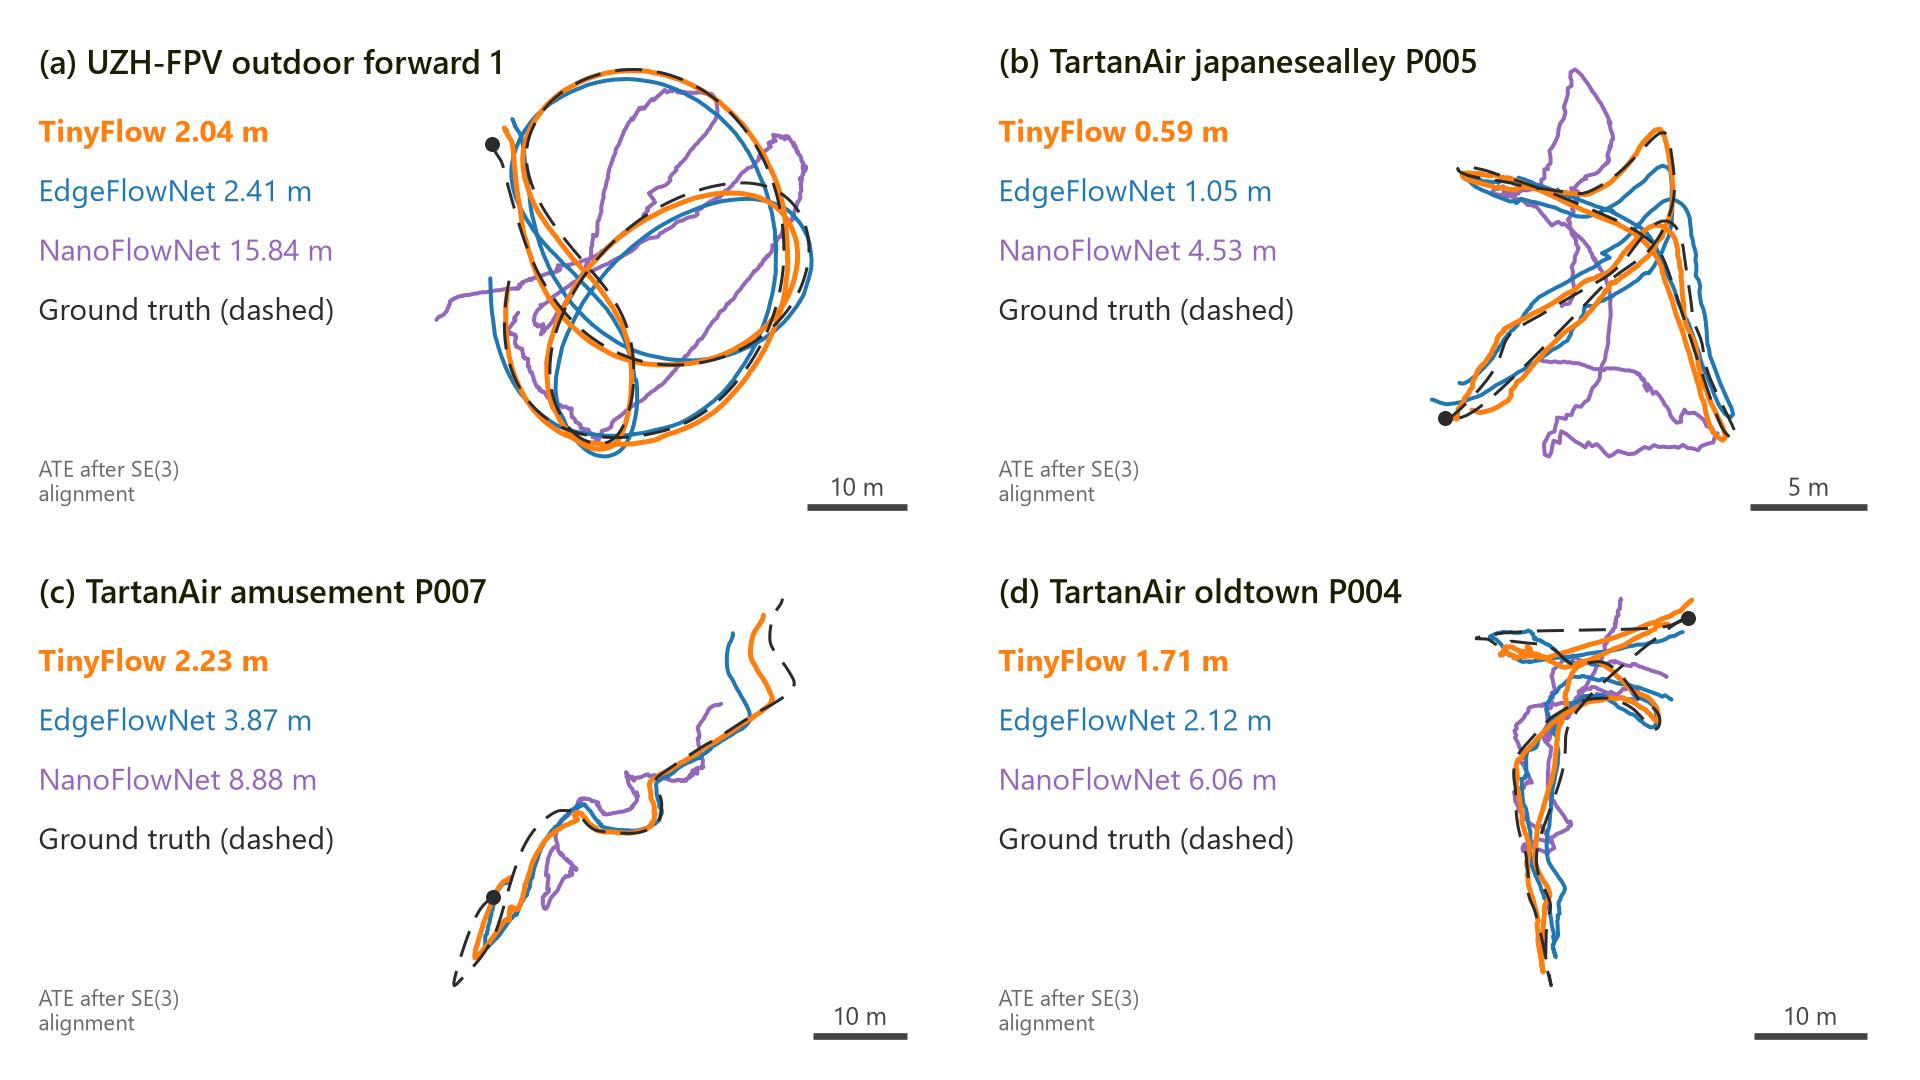 (a) UZH-FPV outdoor forward 1
TinyFlow 2.04 m
EdgeFlowNet 2.41 m
NanoFlowNet 15.84 m
Ground truth (dashed)
ATE after SE(3)
alignment
10 m
(b) TartanAir japanesealley P005
TinyFlow 0.59 m
EdgeFlowNet 1.05 m
NanoFlowNet 4.53 m
Ground truth (dashed)
ATE after SE(3)
alignment
5 m
(c) TartanAir amusement P007
TinyFlow 2.23 m
EdgeFlowNet 3.87 m
NanoFlowNet 8.88 m
Ground truth (dashed)
ATE after SE(3)
alignment
10 m
(d) TartanAir oldtown P004
TinyFlow 1.71 m
EdgeFlowNet 2.12 m
NanoFlowNet 6.06 m
Ground truth (dashed)
ATE after SE(3)
alignment
10 m